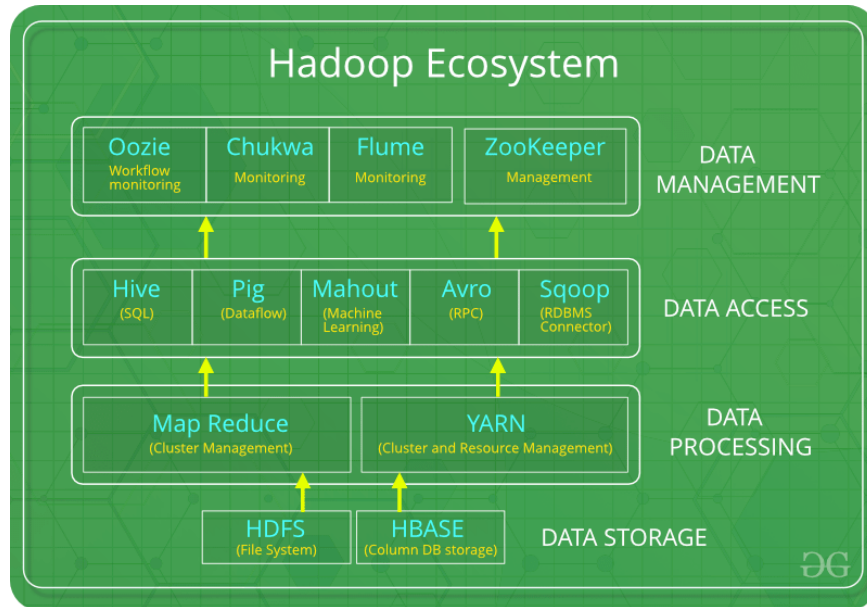 Hadoop Ecosystem
Oozie
Workflow
monitoring
Chukwa
Monitoring
Flume
Monitoring
ZooKeeper
Management
DATA
MANAGEMENT
Hive
(SQL)
Pig
(Dataflow)
Mahout
(Machine
Learning)
Avro
(RPC)
Sqoop
(RDBMS
Connector)
DATA ACCESS
Map Reduce
(Cluster Management)
YARN
(Cluster and Resource Management)
DATA
PROCESSING
HDFS
(File System)
HBASE
(Column DB storage)
DATA STORAGE